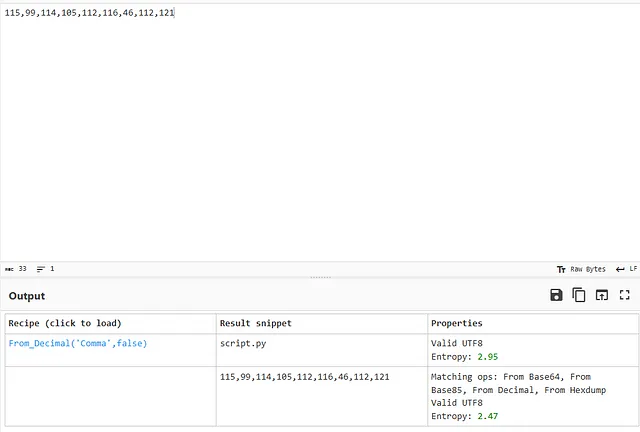 115,99,114,105,112,116,46,112,121
ABC 33 1 Tт Raw Bytes LF
Output
Recipe (click to load) Result snippet Properties
From_Decimal('Comma',false) script.py Valid UTF8
Entropy: 2.95
115,99,114,105,112,116,46,112,121 Matching ops: From Base64, From
Base85, From Decimal, From Hexdump
Valid UTF8
Entropy: 2.47